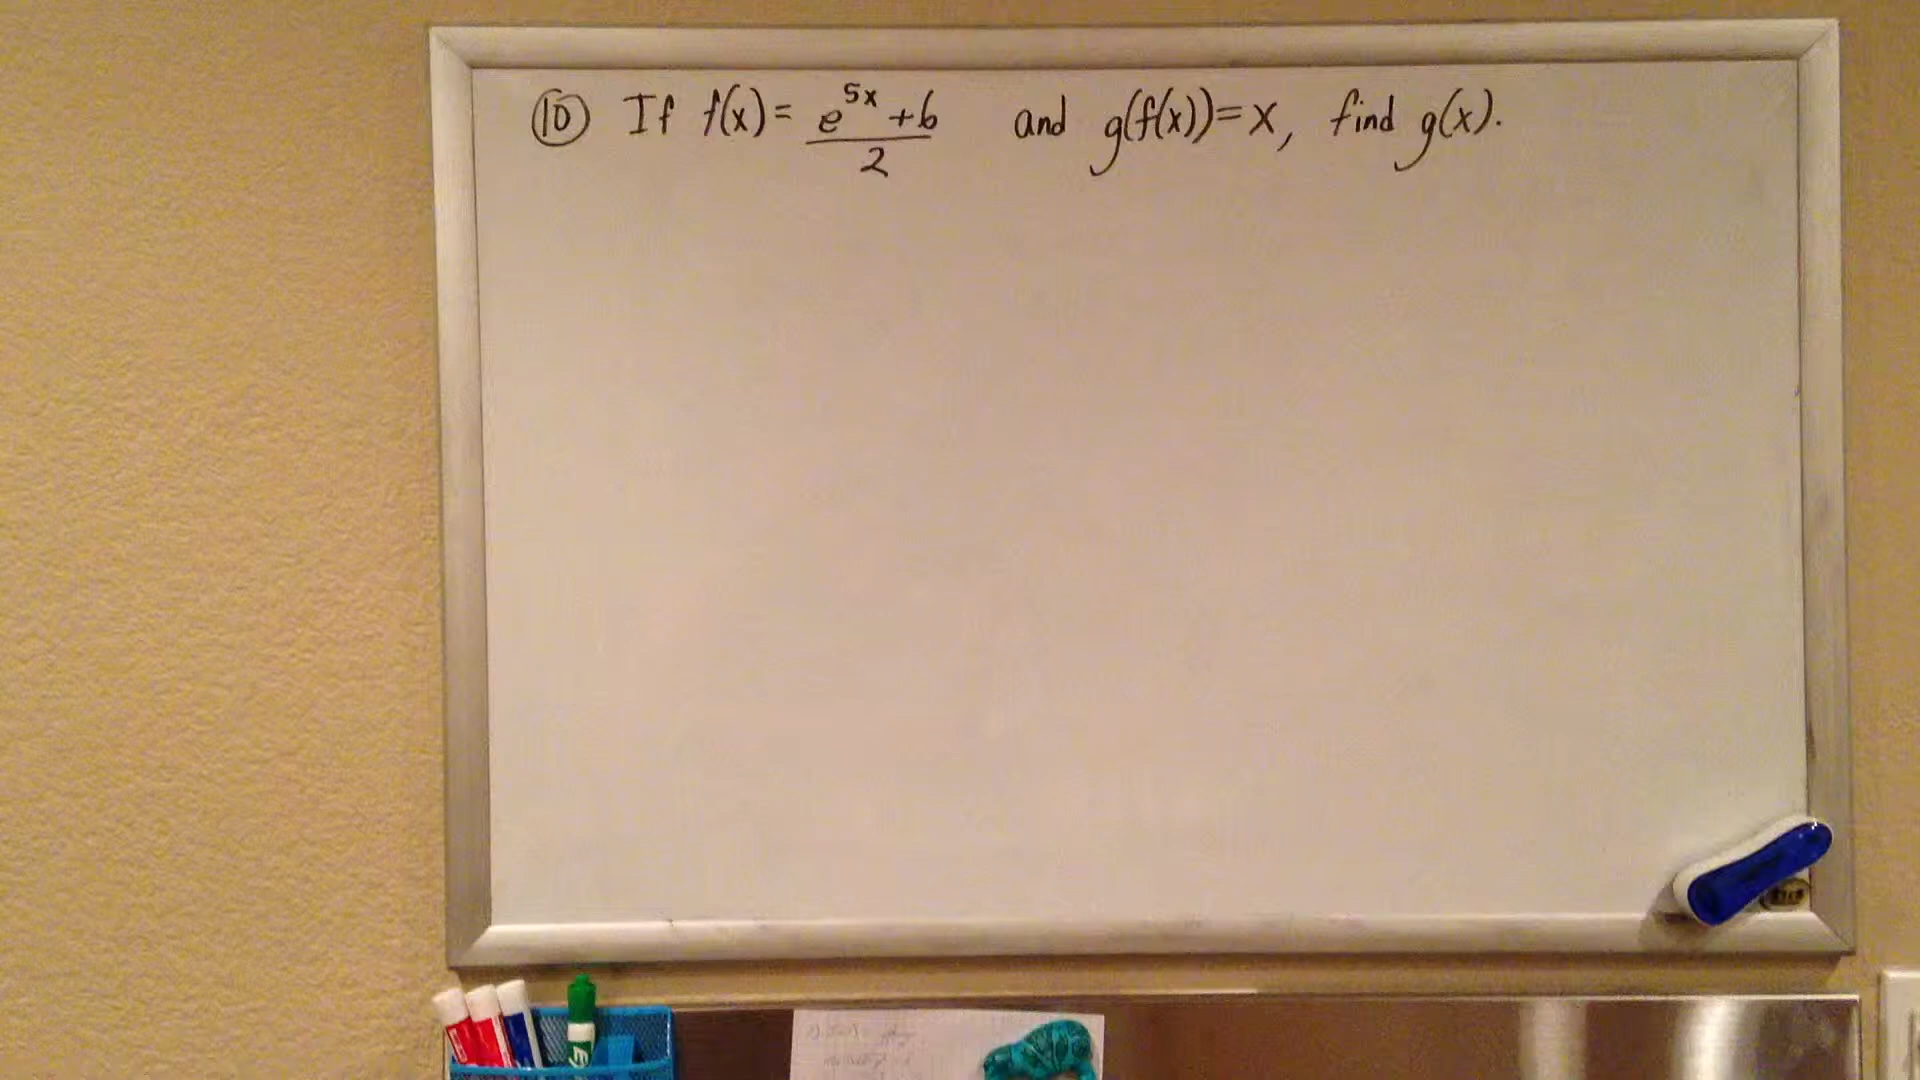 ⑩ If f(x) = (e^{5x} + 6)/2 and g(f(x)) = x, find g(x).